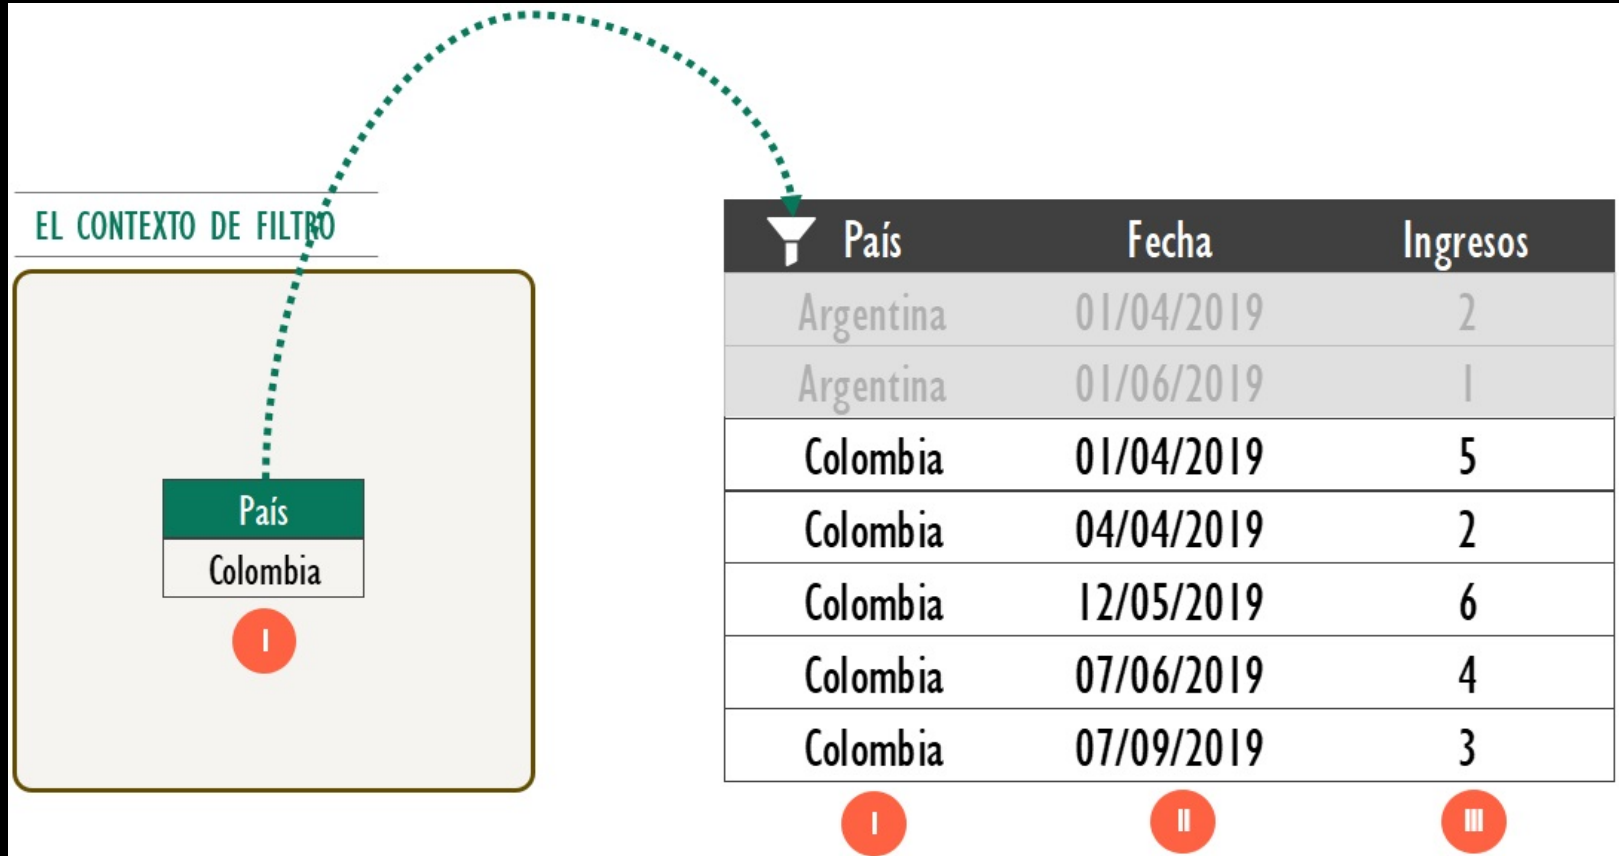 EL CONTEXTO DE FILTRO
País
Colombia
I
País Fecha Ingresos
Argentina 01/04/2019 2
Argentina 01/06/2019 1
Colombia 01/04/2019 5
Colombia 04/04/2019 2
Colombia 12/05/2019 6
Colombia 07/06/2019 4
Colombia 07/09/2019 3
I II III